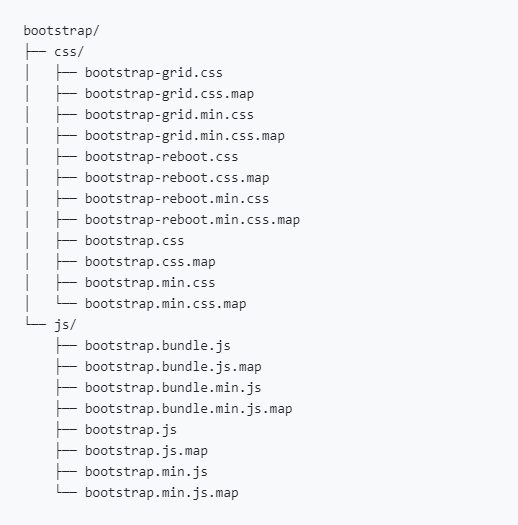 bootstrap/
├── css/
│   ├── bootstrap-grid.css
│   ├── bootstrap-grid.css.map
│   ├── bootstrap-grid.min.css
│   ├── bootstrap-grid.min.css.map
│   ├── bootstrap-reboot.css
│   ├── bootstrap-reboot.css.map
│   ├── bootstrap-reboot.min.css
│   ├── bootstrap-reboot.min.css.map
│   ├── bootstrap.css
│   ├── bootstrap.css.map
│   ├── bootstrap.min.css
│   └── bootstrap.min.css.map
└── js/
    ├── bootstrap.bundle.js
    ├── bootstrap.bundle.js.map
    ├── bootstrap.bundle.min.js
    ├── bootstrap.bundle.min.js.map
    ├── bootstrap.js
    ├── bootstrap.js.map
    ├── bootstrap.min.js
    └── bootstrap.min.js.map